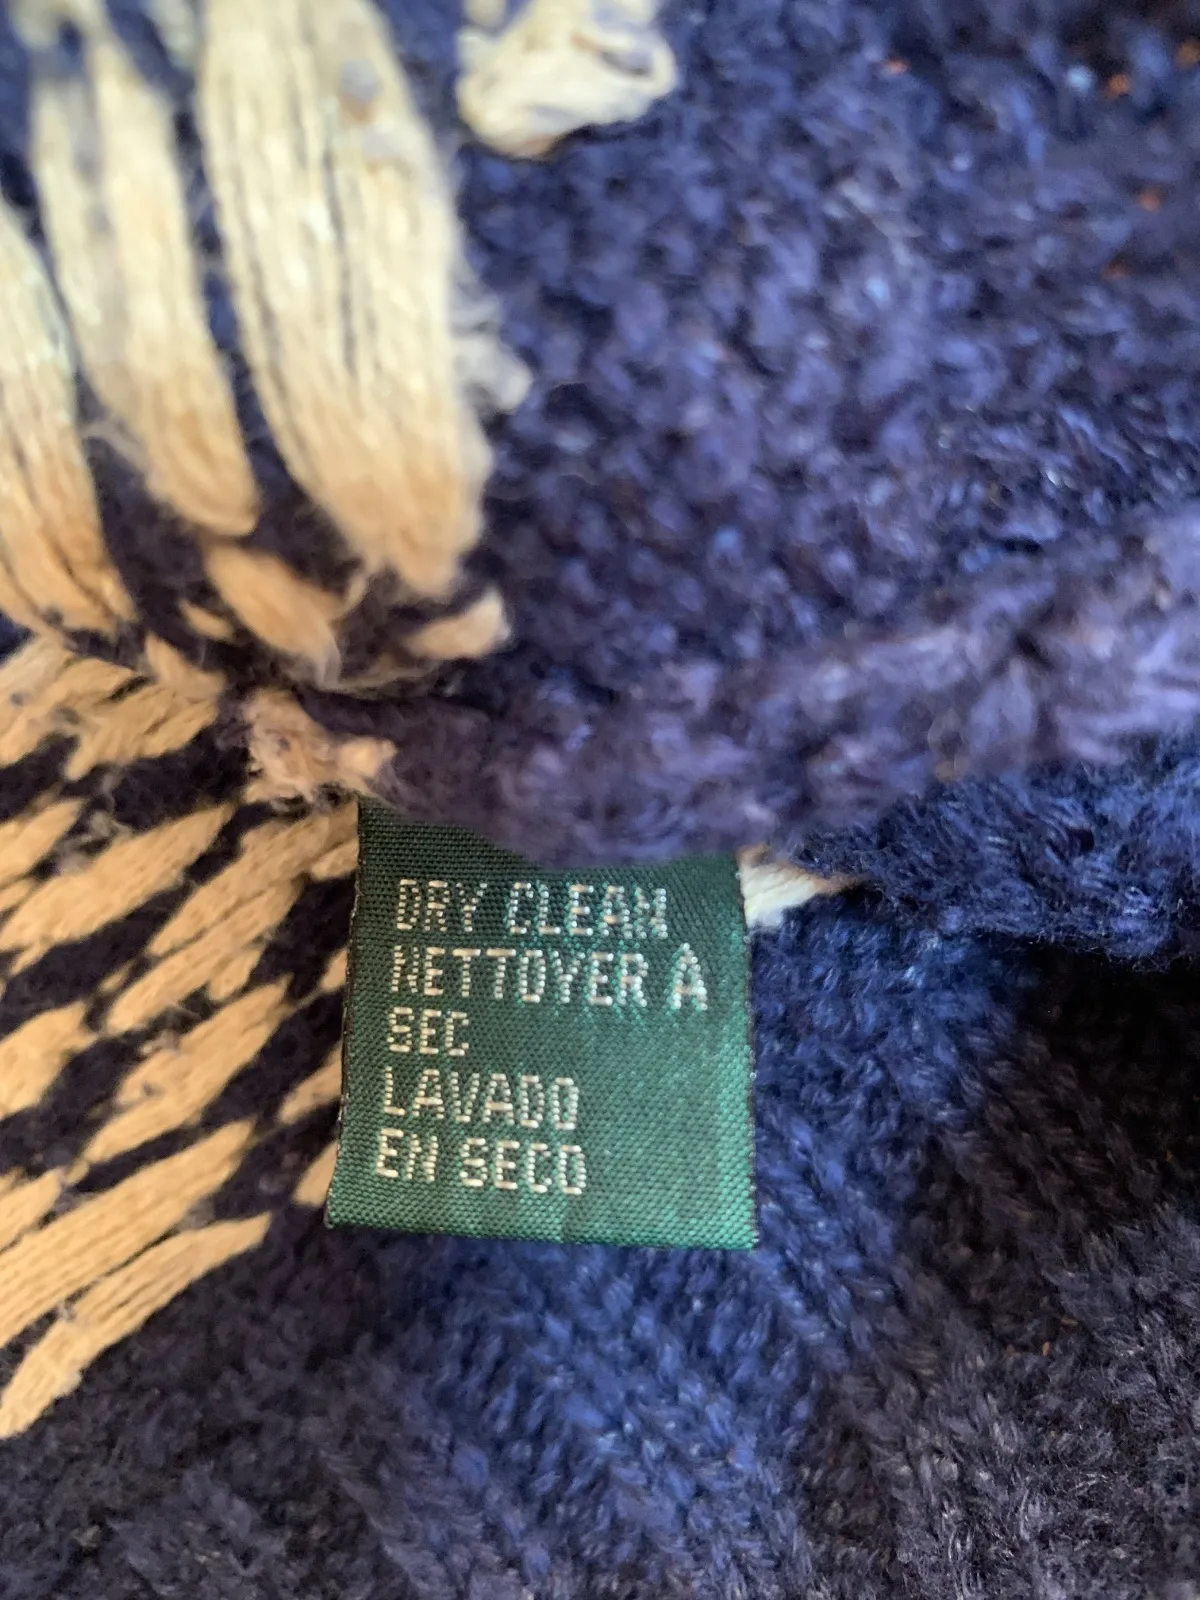 DRY CLEAN
NETTOYER A
SEC
LAVADO
EN SECO